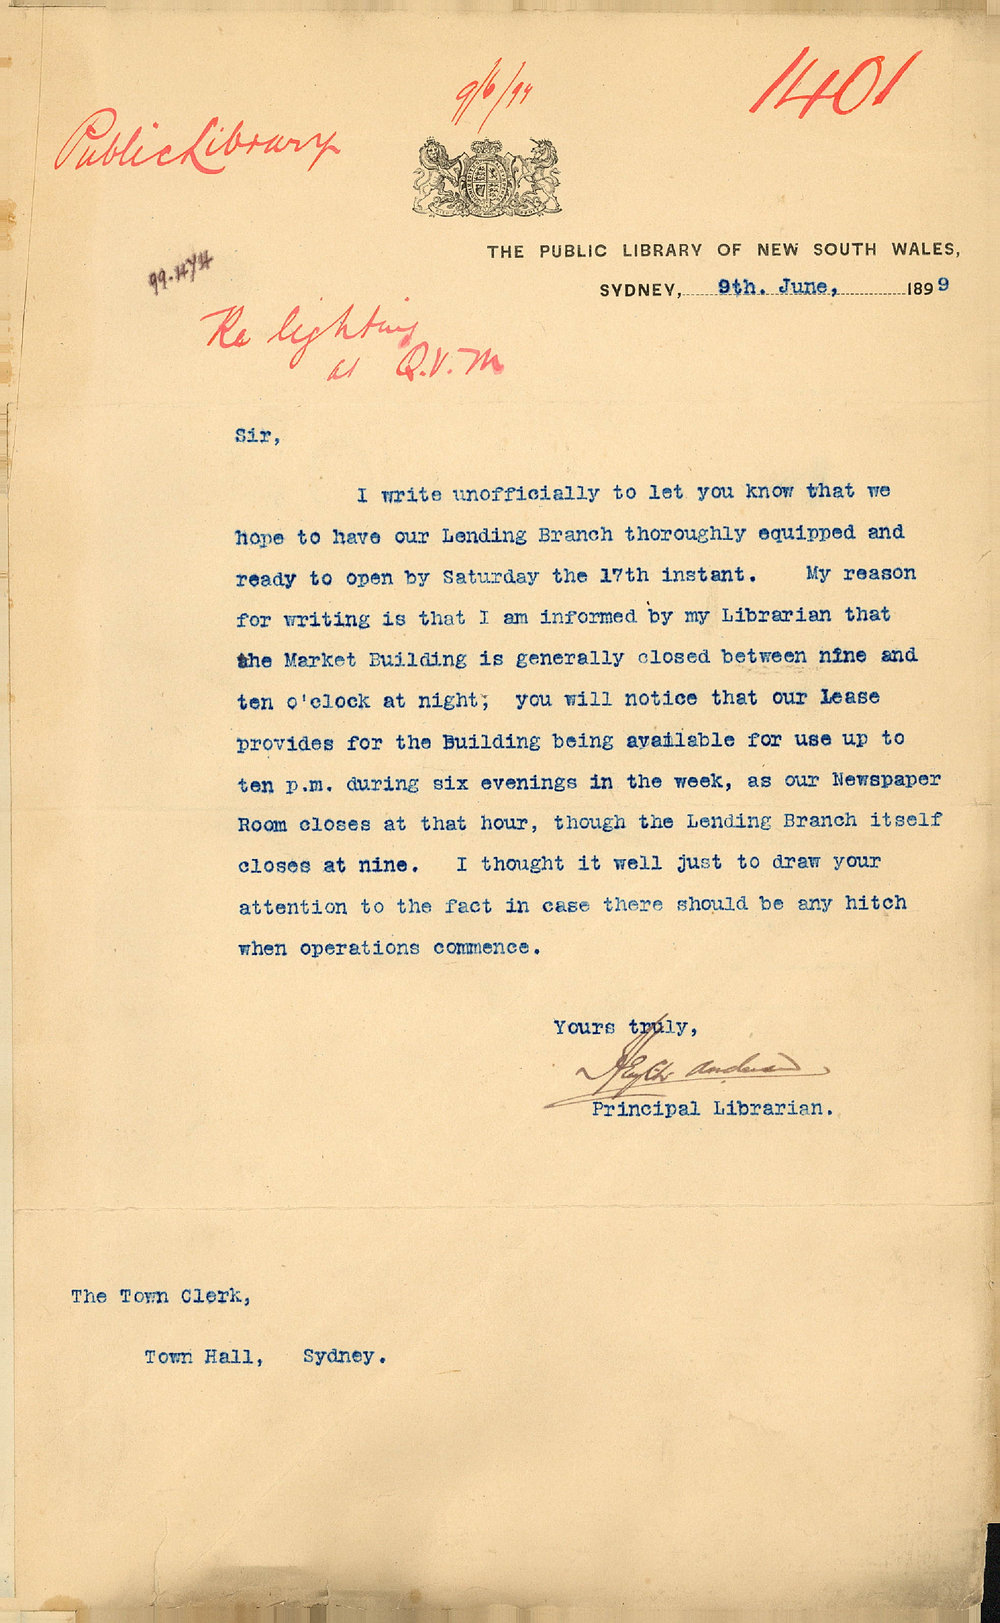 1401
9/6/99
Public Library
THE PUBLIC LIBRARY OF NEW SOUTH WALES,
SYDNEY, 9th. June, 1899
Re lighting
at Q.V.M
Sir,
I write unofficially to let you know that we
hope to have our Lending Branch thoroughly equipped and
ready to open by Saturday the 17th instant. My reason
for writing is that I am informed by my Librarian that
the Market Building is generally closed between nine and
ten o'clock at night; you will notice that our lease
provides for the Building being available for use up to
ten p.m. during six evenings in the week, as our Newspaper
Room closes at that hour, though the Lending Branch itself
closes at nine. I thought it well just to draw your
attention to the fact in case there should be any hitch
when operations commence.
Yours truly,
Anderson
Principal Librarian.
The Town Clerk,
Town Hall, Sydney.